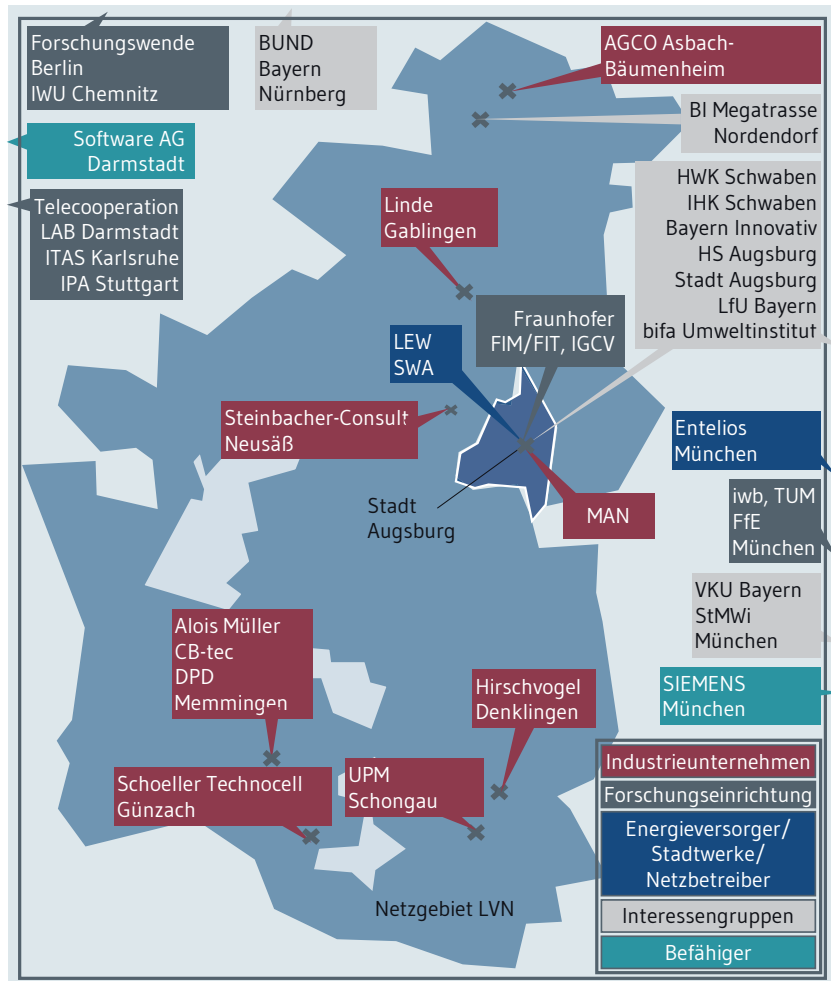 Forschungswende
Berlin
IWU Chemnitz
BUND
Bayern
Nürnberg
AGCO Asbach-
Bäumenheim
BI Megatrasse
Nordendorf
Software AG
Darmstadt
Telecooperation
LAB Darmstadt
ITAS Karlsruhe
IPA Stuttgart
Linde
Gablingen
HWK Schwaben
IHK Schwaben
Bayern Innovativ
HS Augsburg
Stadt Augsburg
LfU Bayern
bifa Umweltinstitut
Fraunhofer
FIM/FIT, IGCV
LEW
SWA
Steinbacher-Consult
Neusäß
Entelios
München
Stadt
Augsburg
MAN
iwb, TUM
FfE
München
VKU Bayern
StMWi
München
Alois Müller
CB-tec
DPD
Memmingen
Hirschvogel
Denklingen
SIEMENS
München
Schoeller Technocell
Günzach
UPM
Schongau
Netzgebiet LVN
Industrieunternehmen
Forschungseinrichtung
Energieversorger/
Stadtwerke/
Netzbetreiber
Interessengruppen
Befähiger